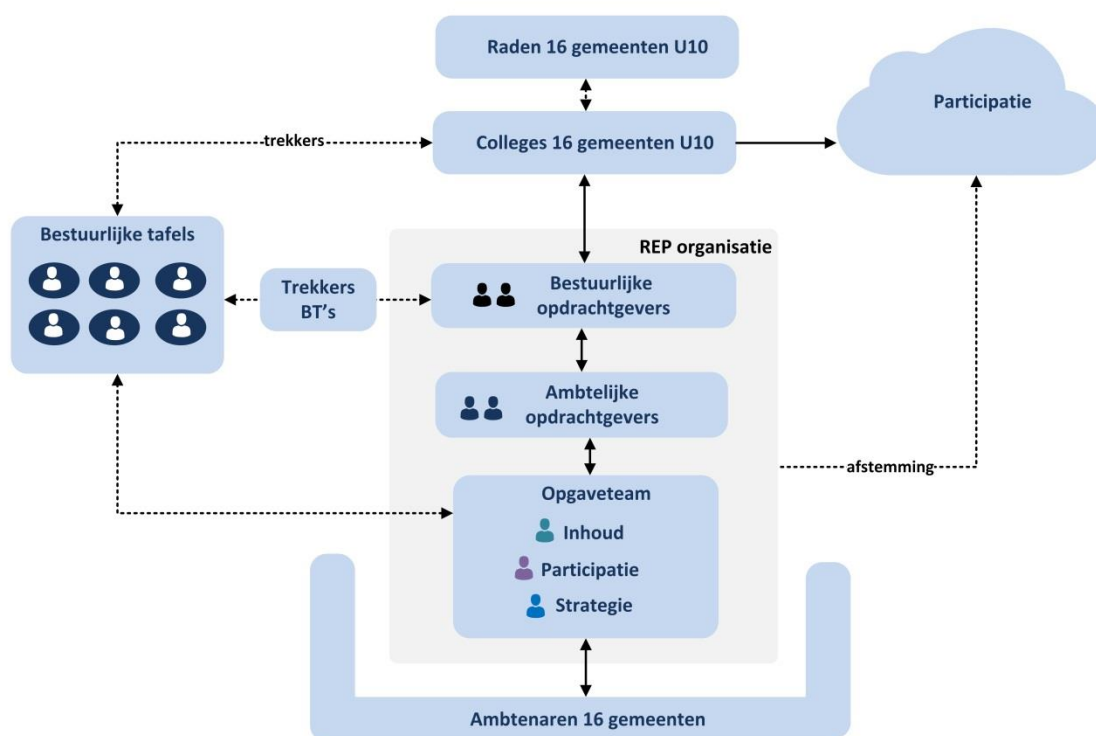 Raden 16 gemeenten U10
Participatie
trekkers
Colleges 16 gemeenten U10
Bestuurlijke tafels
REP organisatie
Trekkers
BT's
Bestuurlijke
opdrachtgevers
Ambtelijke
opdrachtgevers
afstemming
Opgaveteam
Inhoud
Participatie
Strategie
Ambtenaren 16 gemeenten